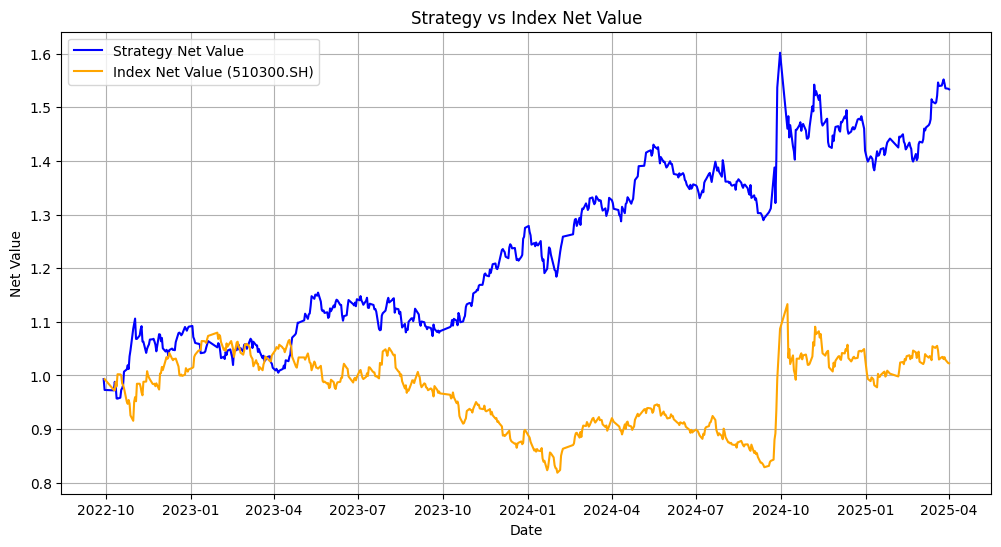 Strategy vs Index Net Value
Strategy Net Value
Index Net Value (510300.SH)
Net Value
1.6
1.5
1.4
1.3
1.2
1.1
1.0
0.9
0.8
2022-10 2023-01 2023-04 2023-07 2023-10 2024-01 2024-04 2024-07 2024-10 2025-01 2025-04
Date